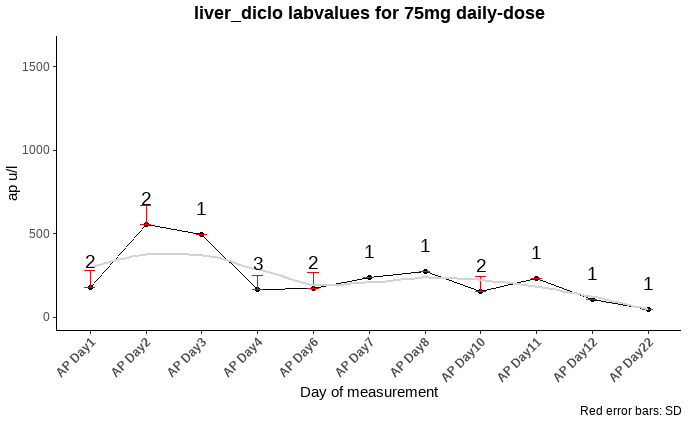 liver_diclo labvalues for 75mg daily-dose
1500
1000
500
0
ap u/l
2
2
1
3
2
1
1
2
1
1
1
AP Day1
AP Day2
AP Day3
AP Day4
AP Day6
AP Day7
AP Day8
AP Day10
AP Day11
AP Day12
AP Day22
Day of measurement
Red error bars: SD